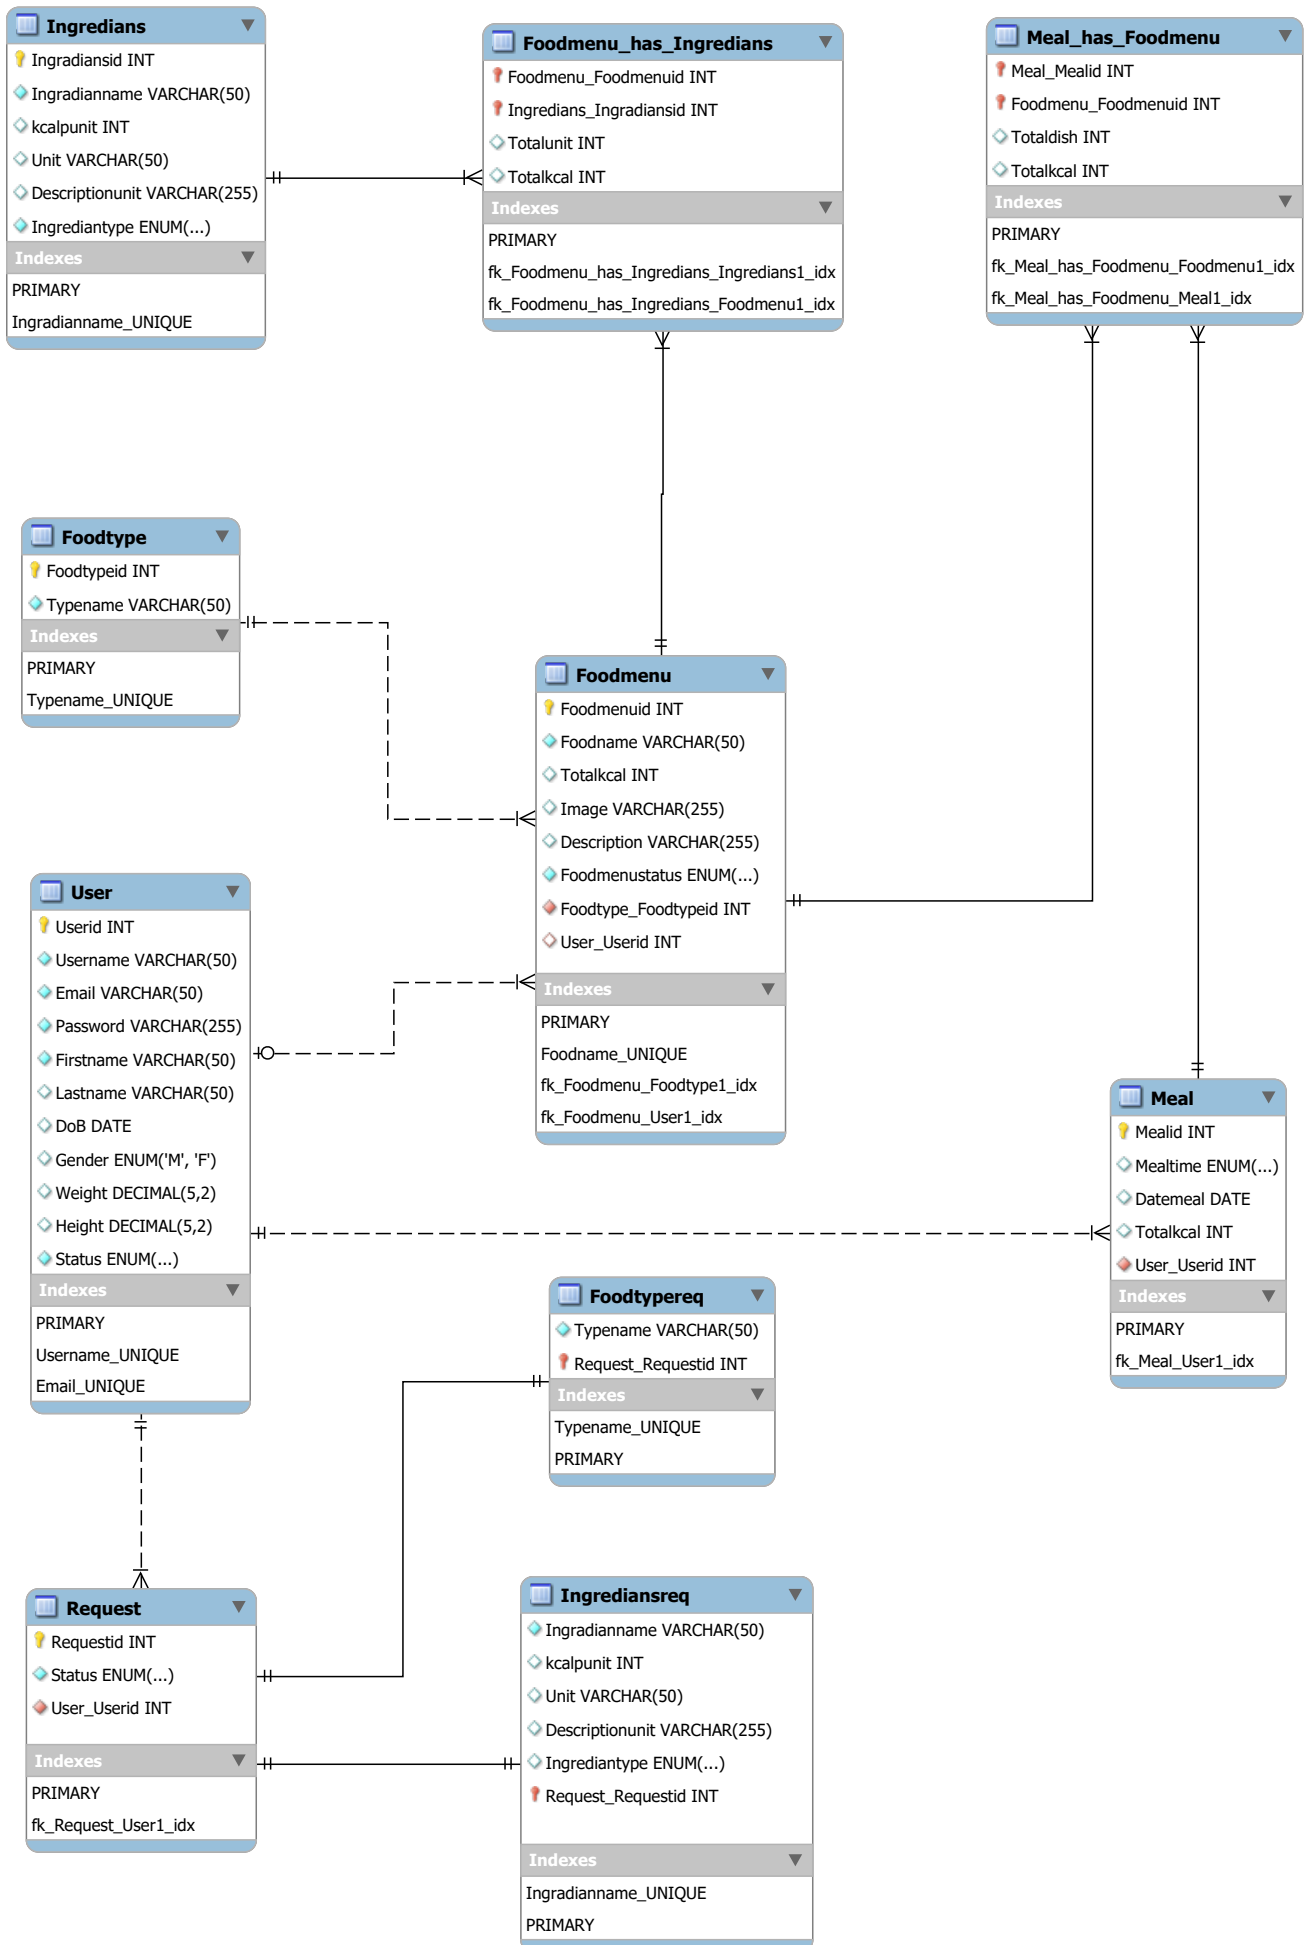 Ingredians
Ingradiansid INT
Ingradianname VARCHAR(50)
kcalpunit INT
Unit VARCHAR(50)
Descriptionunit VARCHAR(255)
Ingrediantype ENUM(...)
Indexes
PRIMARY
Ingradianname_UNIQUE
Foodmenu_has_Ingredians
Foodmenu_Foodmenuid INT
Ingredians_Ingradiansid INT
Totalunit INT
Totalkcal INT
Indexes
PRIMARY
fk_Foodmenu_has_Ingredians_Ingredians1_idx
fk_Foodmenu_has_Ingredians_Foodmenu1_idx
Meal_has_Foodmenu
Meal_Mealid INT
Foodmenu_Foodmenuid INT
Totaldish INT
Totalkcal INT
Indexes
PRIMARY
fk_Meal_has_Foodmenu_Foodmenu1_idx
fk_Meal_has_Foodmenu_Meal1_idx
Foodtype
Foodtypeid INT
Typename VARCHAR(50)
Indexes
PRIMARY
Typename_UNIQUE
Foodmenu
Foodmenuid INT
Foodname VARCHAR(50)
Totalkcal INT
Image VARCHAR(255)
Description VARCHAR(255)
Foodmenustatus ENUM(...)
Foodtype_Foodtypeid INT
User_Userid INT
Indexes
PRIMARY
Foodname_UNIQUE
fk_Foodmenu_Foodtype1_idx
fk_Foodmenu_User1_idx
User
Userid INT
Username VARCHAR(50)
Email VARCHAR(50)
Password VARCHAR(255)
Firstname VARCHAR(50)
Lastname VARCHAR(50)
DoB DATE
Gender ENUM('M', 'F')
Weight DECIMAL(5,2)
Height DECIMAL(5,2)
Status ENUM(...)
Indexes
PRIMARY
Username_UNIQUE
Email_UNIQUE
Meal
Mealid INT
Mealtime ENUM(...)
Datemeal DATE
Totalkcal INT
User_Userid INT
Indexes
PRIMARY
fk_Meal_User1_idx
Foodtypereq
Typename VARCHAR(50)
Request_Requestid INT
Indexes
Typename_UNIQUE
PRIMARY
Request
Requestid INT
Status ENUM(...)
User_Userid INT
Indexes
PRIMARY
fk_Request_User1_idx
Ingrediansreq
Ingradianname VARCHAR(50)
kcalpunit INT
Unit VARCHAR(50)
Descriptionunit VARCHAR(255)
Ingrediantype ENUM(...)
Request_Requestid INT
Indexes
Ingradianname_UNIQUE
PRIMARY